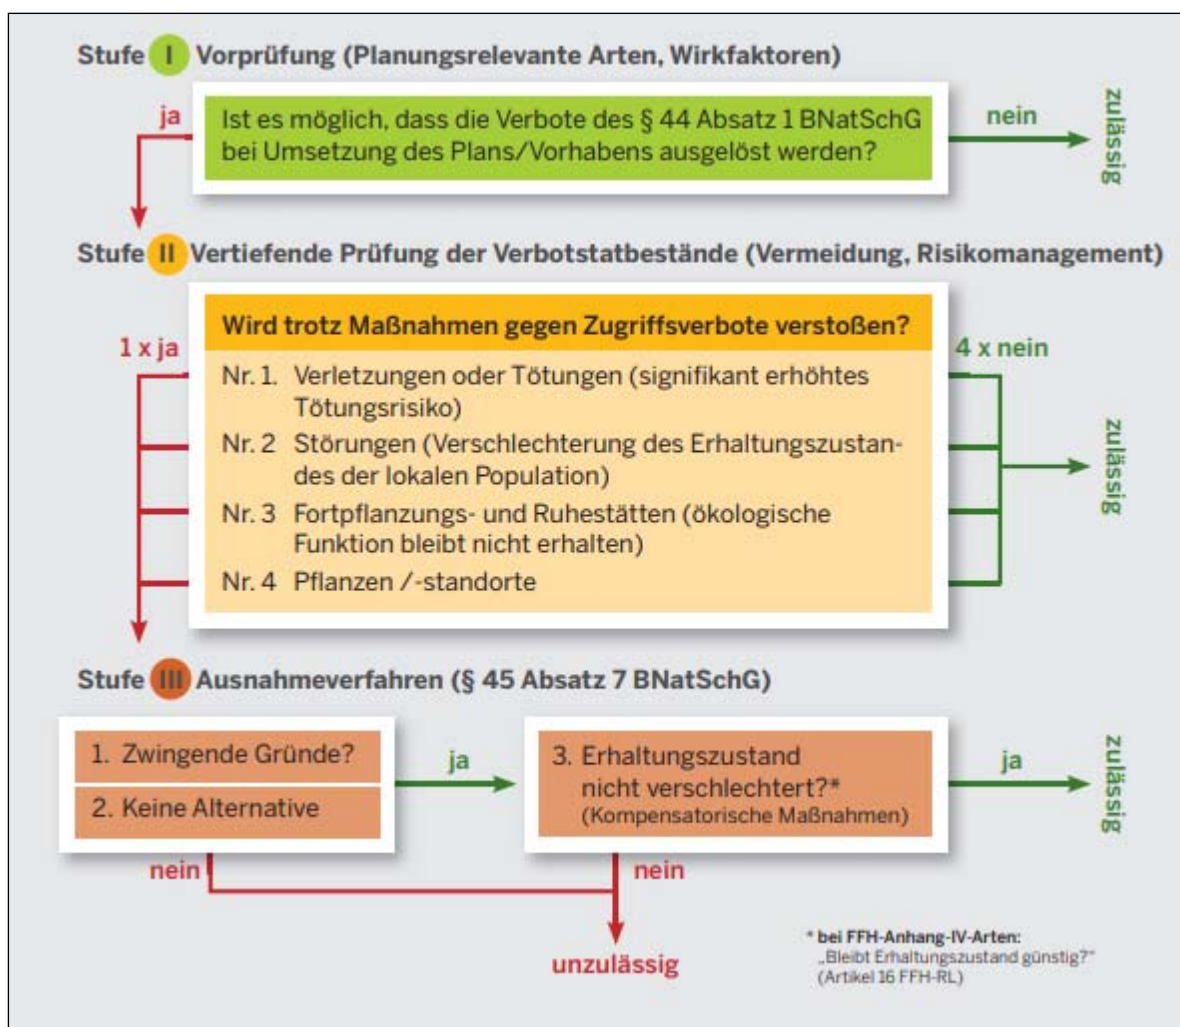 Stufe I Vorprüfung (Planungsrelevante Arten, Wirkfaktoren)
ja
Ist es möglich, dass die Verbote des § 44 Absatz 1 BNatSchG
bei Umsetzung des Plans/Vorhabens ausgelöst werden?
nein
zulässig
Stufe II Vertiefende Prüfung der Verbotstatbestände (Vermeidung, Risikomanagement)
Wird trotz Maßnahmen gegen Zugriffsverbote verstoßen?
1 x ja
4 x nein
Nr. 1. Verletzungen oder Tötungen (signifikant erhöhtes
Tötungsrisiko)
Nr. 2 Störungen (Verschlechterung des Erhaltungszustan-
des der lokalen Population)
Nr. 3 Fortpflanzungs- und Ruhestätten (ökologische
Funktion bleibt nicht erhalten)
Nr. 4 Pflanzen /-standorte
zulässig
Stufe III Ausnahmeverfahren (§ 45 Absatz 7 BNatSchG)
1. Zwingende Gründe?
2. Keine Alternative
ja
3. Erhaltungszustand
nicht verschlechtert?*
(Kompensatorische Maßnahmen)
ja
zulässig
nein
nein
unzulässig
* bei FFH-Anhang-IV-Arten:
„Bleibt Erhaltungszustand günstig?"
(Artikel 16 FFH-RL)